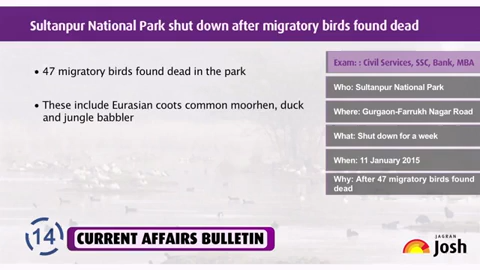 Sultanpur National Park shut down after migratory birds found dead
• 47 migratory birds found dead in the park
• These include Eurasian coots common moorhen, duck
and jungle babbler
Exam: : Civil Services, SSC, Bank, MBA
Who: Sultanpur National Park
Where: Gurgaon-Farrukh Nagar Road
What: Shut down for a week
When: 11 January 2015
Why: After 47 migratory birds found
dead
14
CURRENT AFFAIRS BULLETIN
JAGRAN
Josh